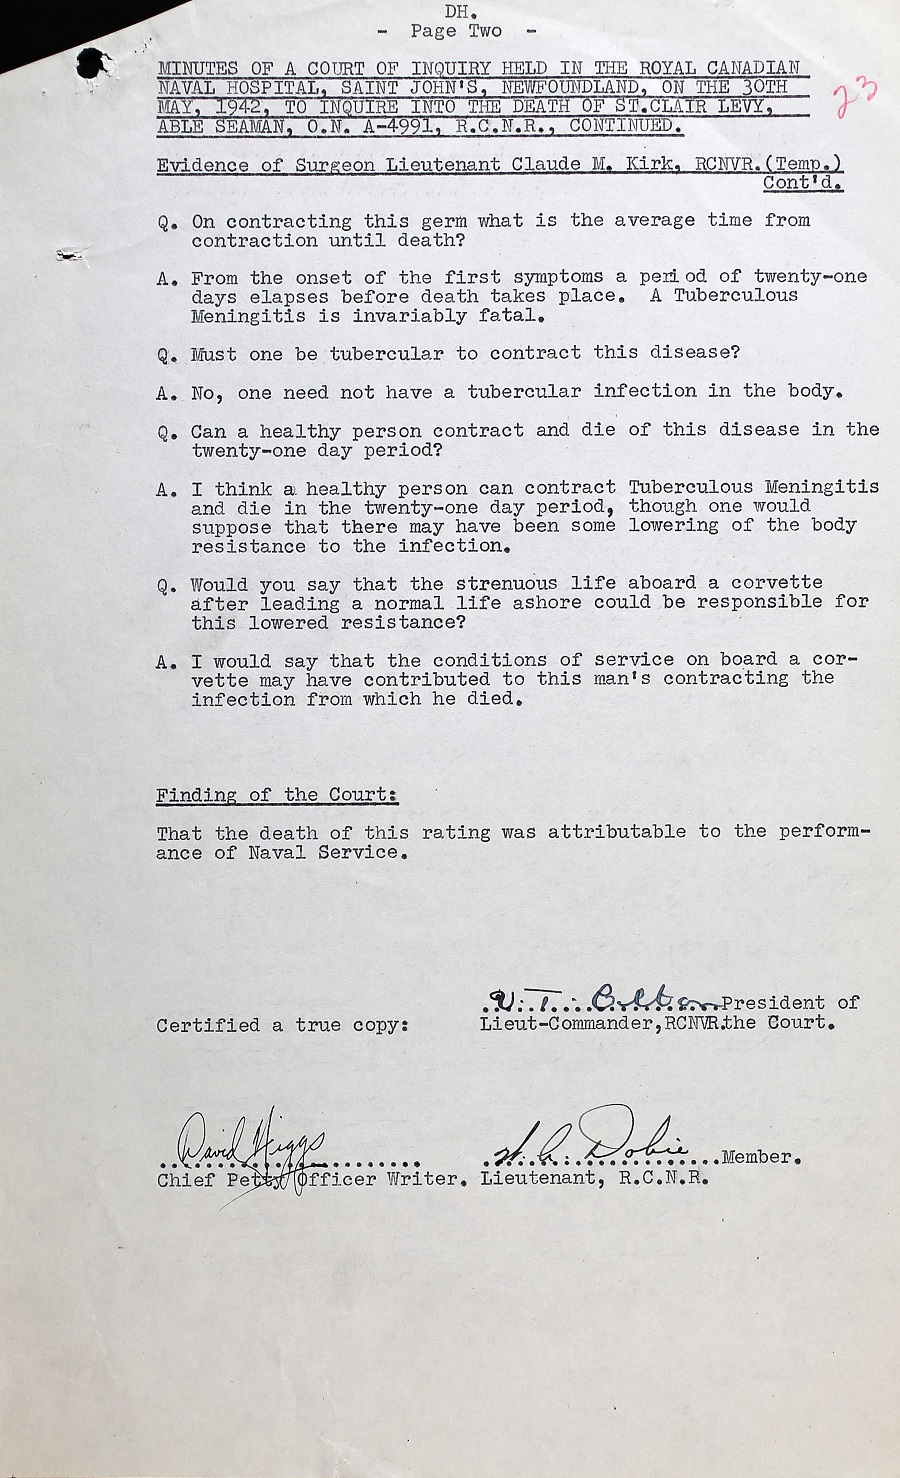 DH.
- Page Two -
23
MINUTES OF A COURT OF INQUIRY HELD IN THE ROYAL CANADIAN
NAVAL HOSPITAL, SAINT JOHN'S, NEWFOUNDLAND, ON THE 30TH
MAY, 1942, TO INQUIRE INTO THE DEATH OF ST.CLAIR LEVY,
ABLE SEAMAN, O.N. A-4991, R.C.N.R., CONTINUED.
Evidence of Surgeon Lieutenant Claude M. Kirk, RCNVR.(Temp.)
Cont'd.
Q. On contracting this germ what is the average time from
contraction until death?
A. From the onset of the first symptoms a period of twenty-one
days elapses before death takes place. A Tuberculous
Meningitis is invariably fatal.
Q. Must one be tubercular to contract this disease?
A. No, one need not have a tubercular infection in the body.
Q. Can a healthy person contract and die of this disease in the
twenty-one day period?
A. I think a healthy person can contract Tuberculous Meningitis
and die in the twenty-one day period, though one would
suppose that there may have been some lowering of the body
resistance to the infection.
Q. Would you say that the strenuous life aboard a corvette
after leading a normal life ashore could be responsible for
this lowered resistance?
A. I would say that the conditions of service on board a cor-
vette may have contributed to this man's contracting the
infection from which he died.
Finding of the Court:
That the death of this rating was attributable to the perform-
ance of Naval Service.
President of
Certified a true copy: Lieut-Commander, RCNVR. the Court.
David Higgs W. A. Dobie Member.
Chief Petty Officer Writer. Lieutenant, R.C.N.R.